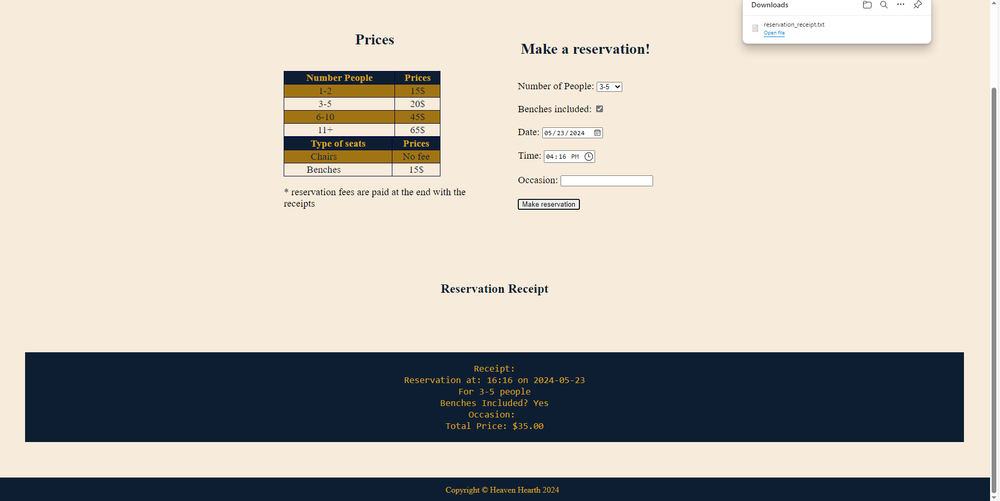 Downloads
reservation_receipt.txt
Open file
Prices
Number People Prices
1-2 15$
3-5 20$
6-10 45$
11+ 65$
Type of seats Prices
Chairs No fee
Benches 15$
* reservation fees are paid at the end with the
receipts
Make a reservation!
Number of People: 3-5
Benches included:
Date: 05/23/2024
Time: 04:16 PM
Occasion:
Make reservation
Reservation Receipt
Receipt:
Reservation at: 16:16 on 2024-05-23
For 3-5 people
Benches Included? Yes
Occasion:
Total Price: $35.00
Copyright © Heaven Hearth 2024